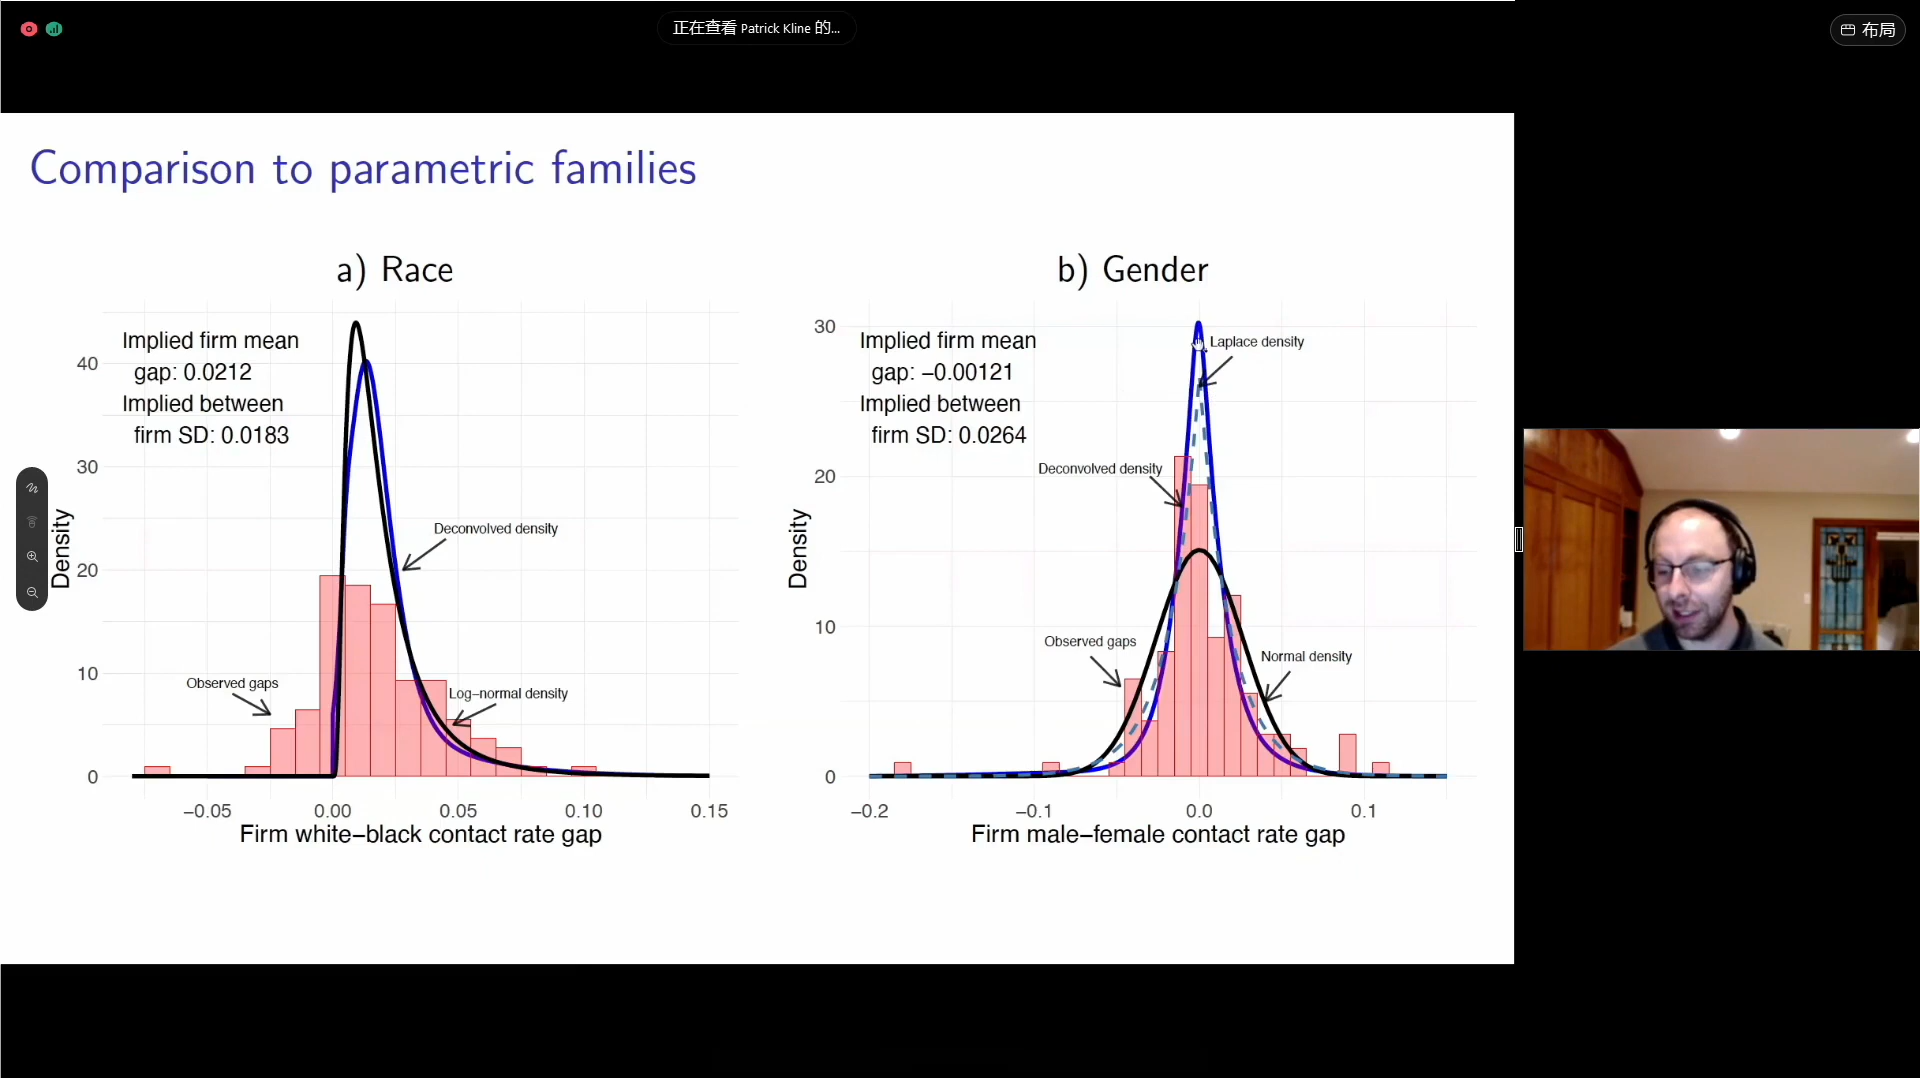 正在查看 Patrick Kline 的...
布局
Comparison to parametric families
a) Race
Implied firm mean
gap: 0.0212
Implied between
firm SD: 0.0183
Deconvolved density
Observed gaps
Log−normal density
Density
40
30
20
10
0
−0.05
0.00
0.05
0.10
0.15
Firm white−black contact rate gap
b) Gender
Implied firm mean
gap: −0.00121
Implied between
firm SD: 0.0264
Laplace density
Deconvolved density
Observed gaps
Normal density
Density
30
20
10
0
−0.2
−0.1
0.0
0.1
Firm male−female contact rate gap